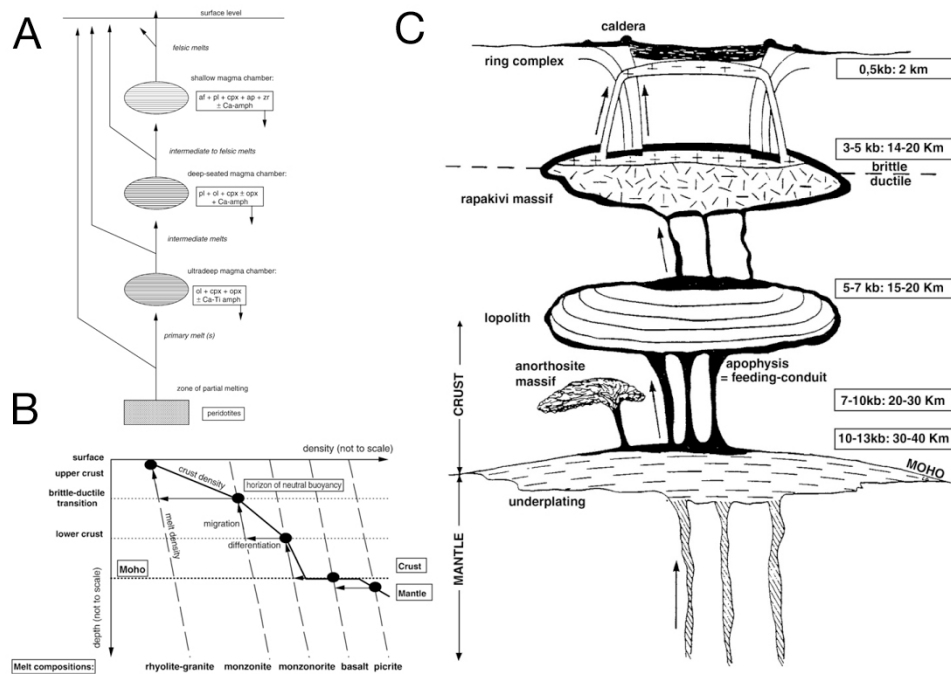 A
surface level
felsic melts
shallow magma chamber:
af + pl + cpx + ap + zr
± Ca-amph
intermediate to felsic melts
deep-seated magma chamber:
pl + ol + cpx ± opx
+ Ca-amph
intermediate melts
ultradeep magma chamber:
ol + cpx + opx
± Ca-Ti amph
primary melt (s)
zone of partial melting
peridotites
B
density (not to scale)
surface
upper crust
brittle-ductile
transition
lower crust
Moho
depth (not to scale)
crust density
horizon of neutral buoyancy
melt density
migration
differentiation
Crust
Mantle
Melt compositions:
rhyolite-granite monzonite monzonorite basalt picrite
C
caldera
ring complex
0,5kb: 2 km
3-5 kb: 14-20 Km
brittle
ductile
rapakivi massif
5-7 kb: 15-20 Km
lopolith
anorthosite
massif
apophysis
= feeding-conduit
7-10kb: 20-30 Km
10-13kb: 30-40 Km
CRUST
MOHO
underplating
MANTLE